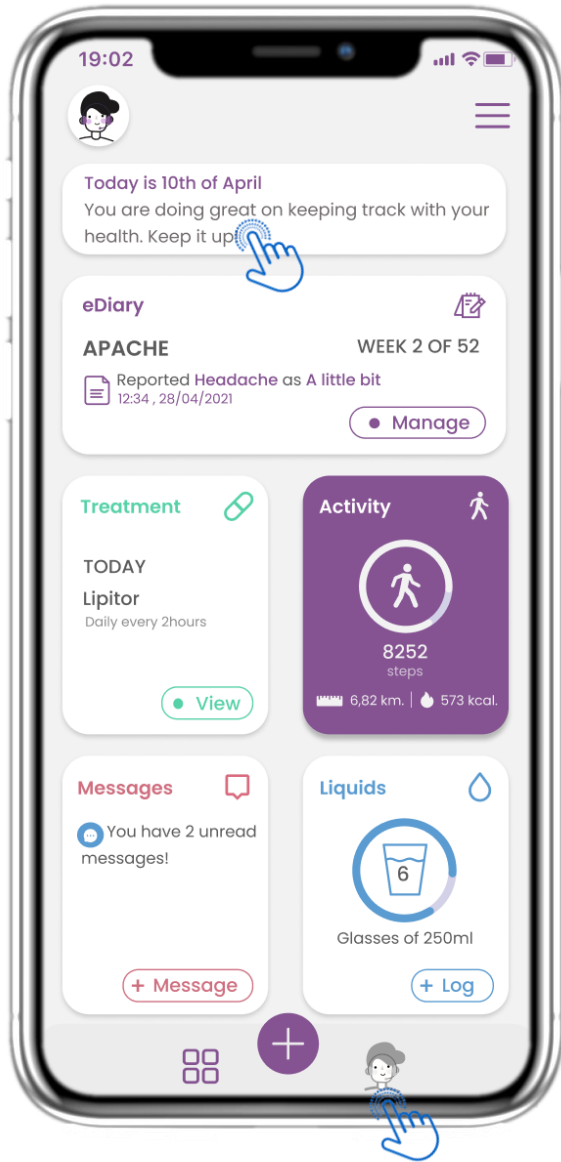 19:02
Today is 10th of April
You are doing great on keeping track with your
health. Keep it up
eDiary
APACHE
WEEK 2 OF 52
Reported Headache as A little bit
12:34 , 28/04/2021
Manage
Treatment
TODAY
Lipitor
Daily every 2hours
View
Activity
8252
steps
6,82 km.
573 kcal.
Messages
You have 2 unread
messages!
+ Message
Liquids
6
Glasses of 250ml
+ Log